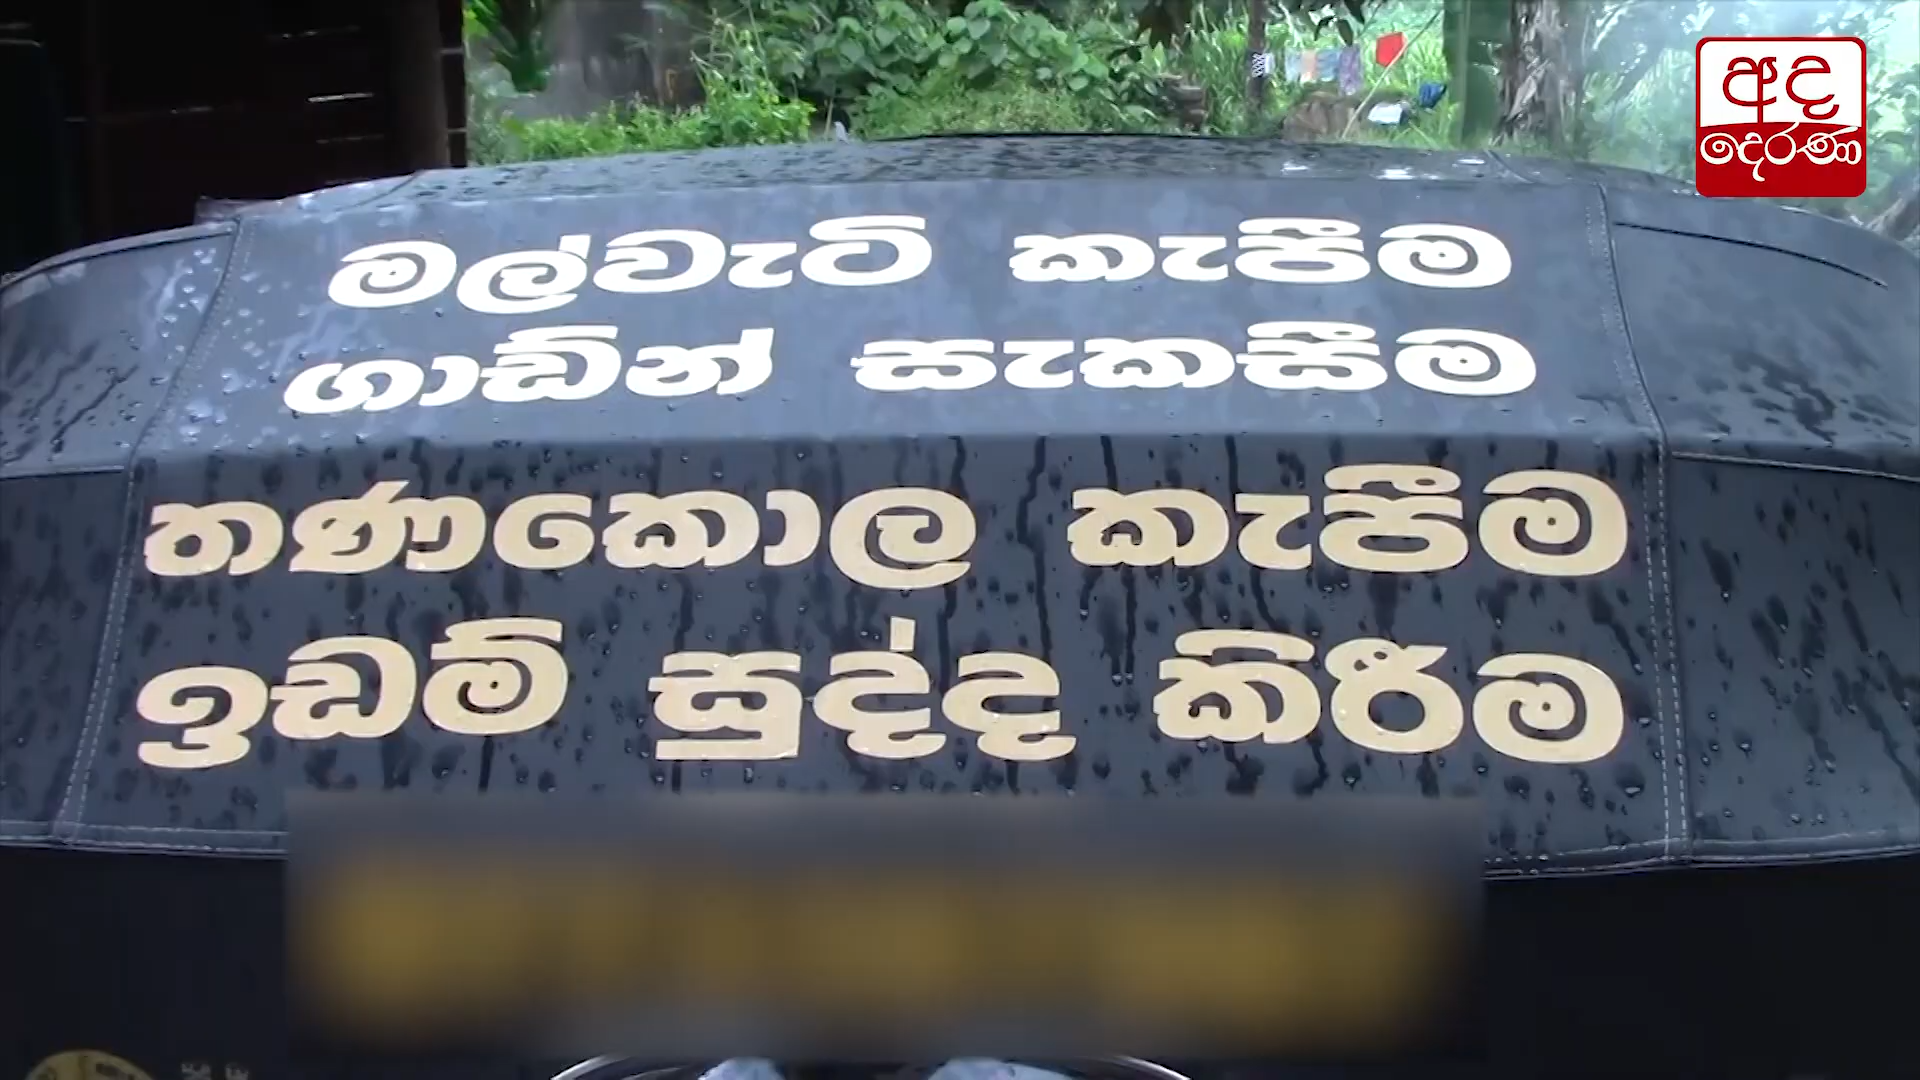 අද
දෙරණ
මල්වැටි කැපීම
ගාඩින් සැකසීම
තණකොල කැපීම
ඉඩම් සුද්ද කිරීම